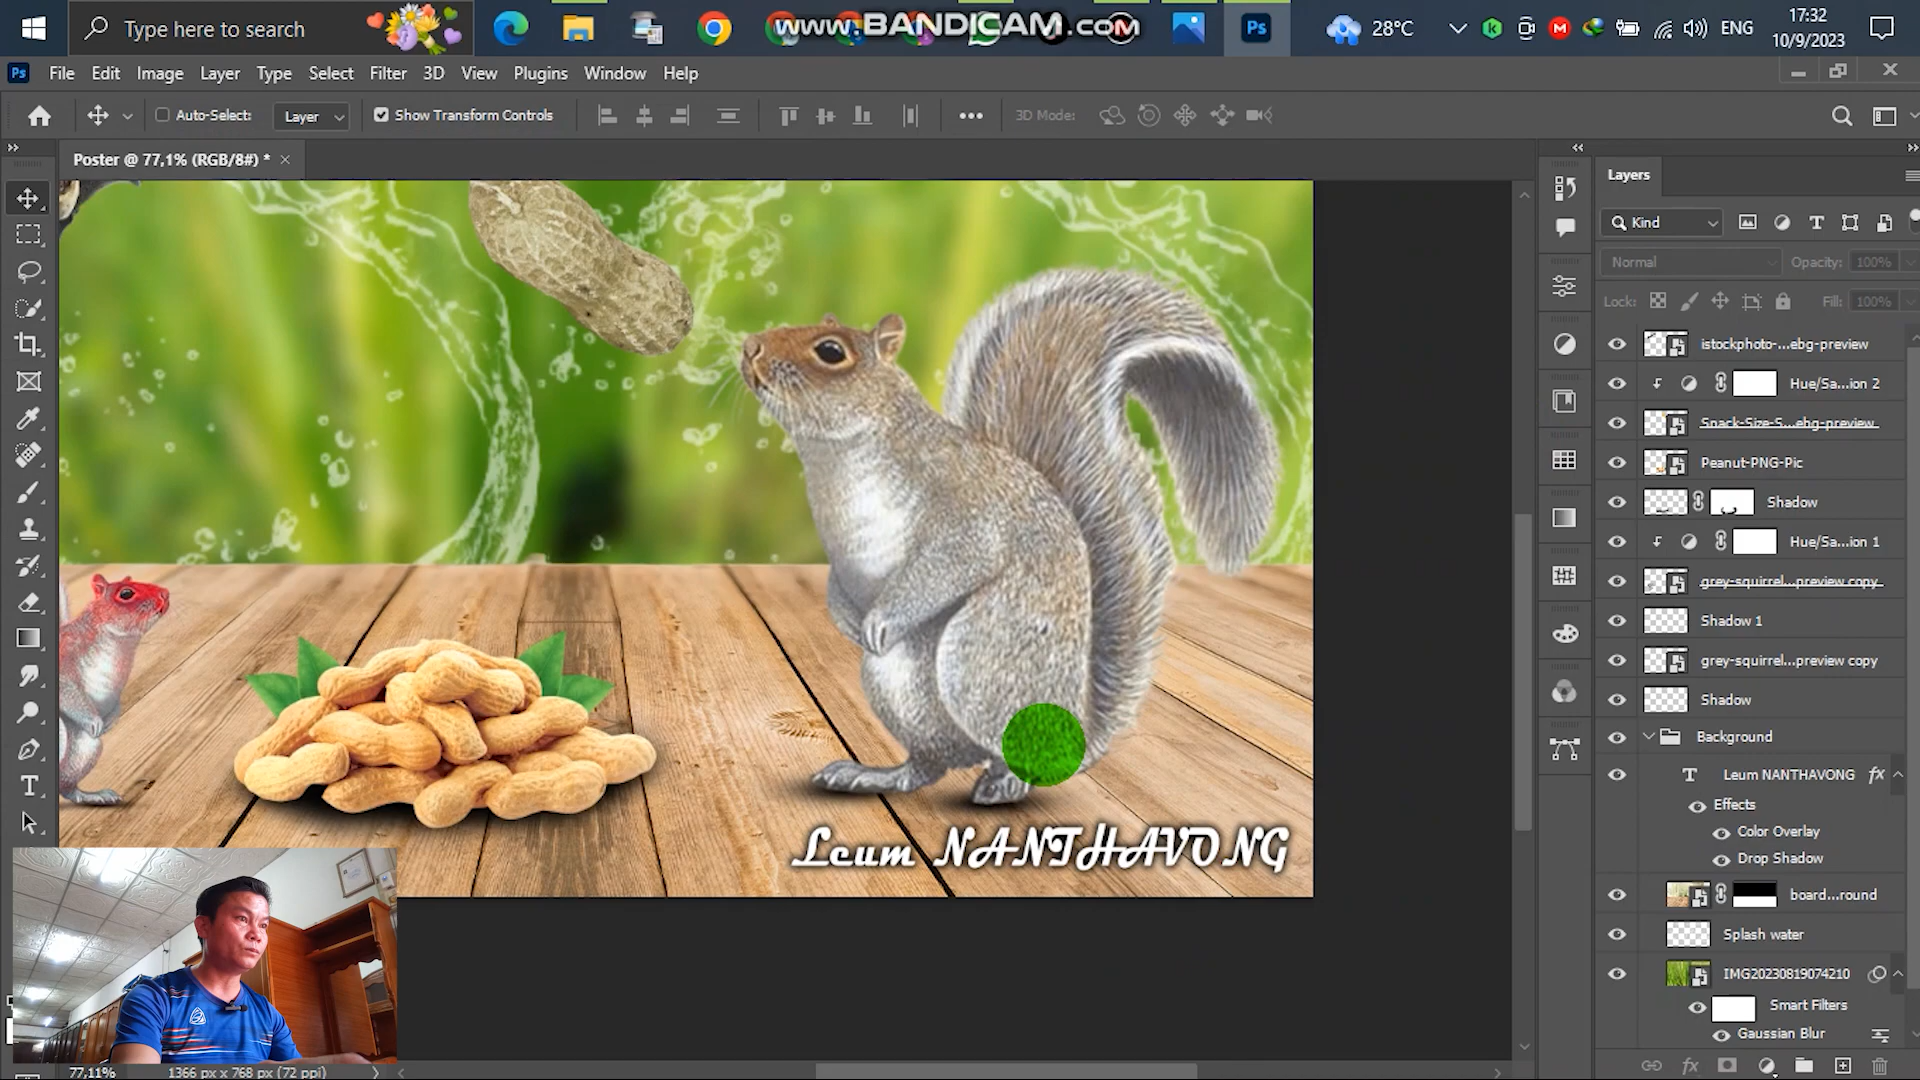 Type here to search
www.BANDICAM.com
28°C
ENG
17:32
10/9/2023
Ps
File Edit Image Layer Type Select Filter 3D View Plugins Window Help
Auto-Select:
Layer
Show Transform Controls
3D Mode:
Poster @ 77,1% (RGB/8#) *
Layers
Kind
Normal
Opacity: 100%
Lock:
Fill: 100%
istockphoto-...ebg-preview
Hue/Sa...ion 2
Snack-Size-S...ebg-preview
Peanut-PNG-Pic
Shadow
Hue/Sa...ion 1
grey-squirrel...preview copy
Shadow 1
grey-squirrel...preview copy
Shadow
Background
Leum NANTHAVONG fx
Effects
Color Overlay
Drop Shadow
board...round
Splash water
IMG20230819074210
Smart Filters
Gaussian Blur
Leum NANTHAVONG
77,11%
1366 px x 768 px (72 ppi)
fx